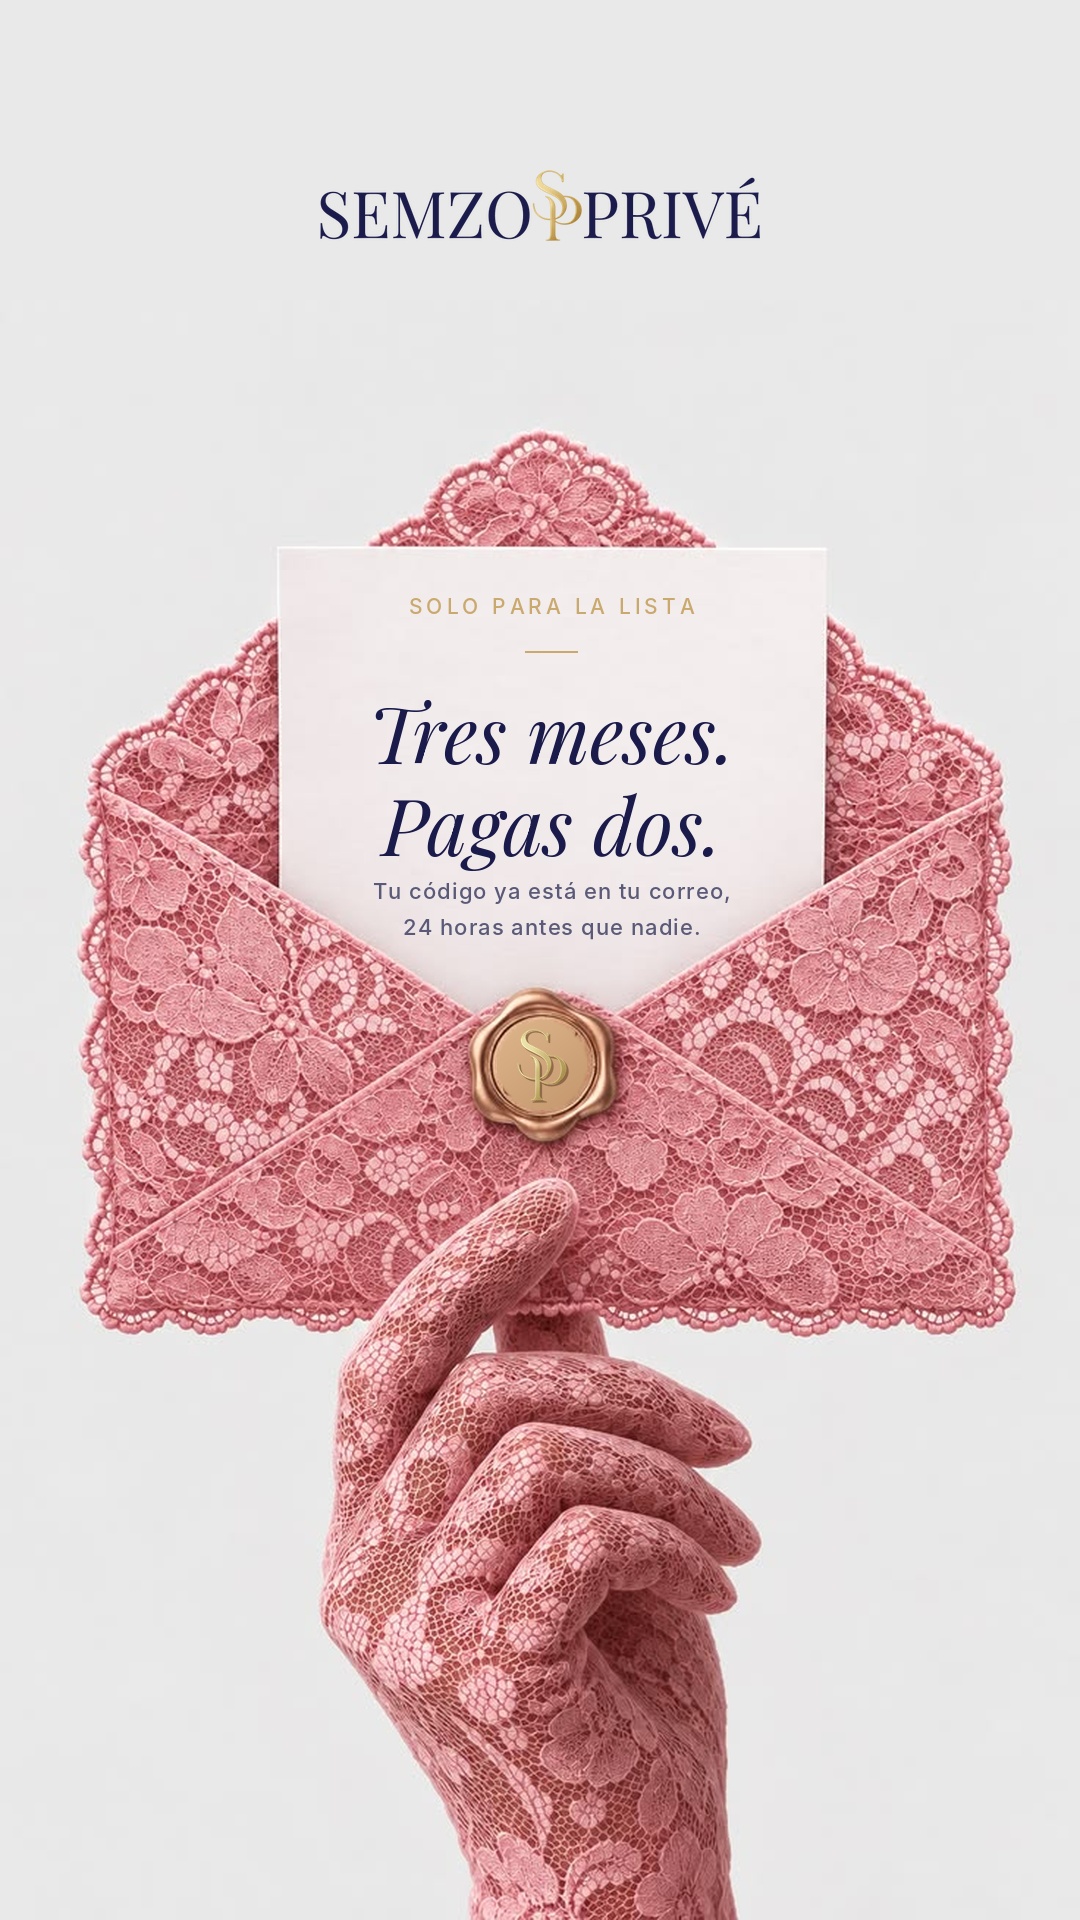 SEMZO SP PRIVÉ
SOLO PARA LA LISTA
Tres meses.
Pagas dos.
Tu código ya está en tu correo,
24 horas antes que nadie.
SP